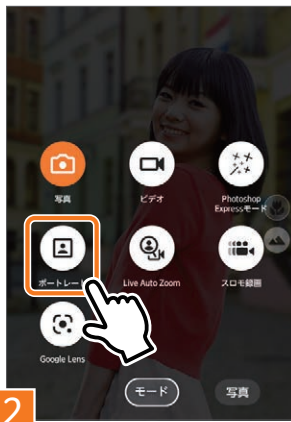 写真
ビデオ
Photoshop
Expressモード
ポートレート
Live Auto Zoom
スロモ録画
Google Lens
モード
写真
2